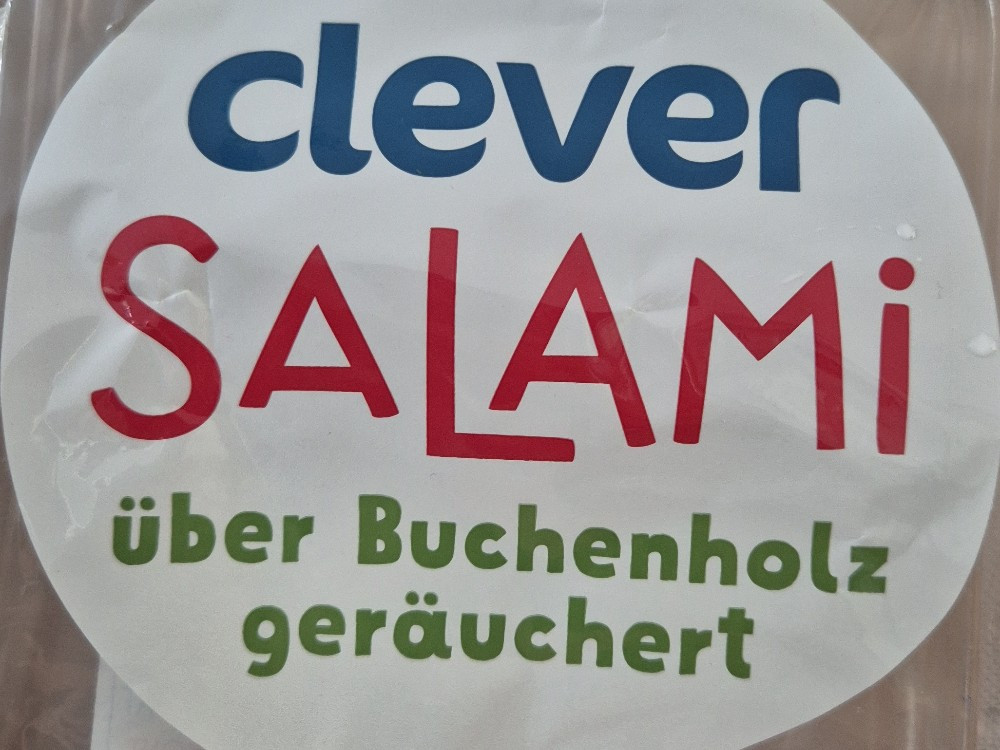 clever
SALAMi
über Buchenholz
geräuchert